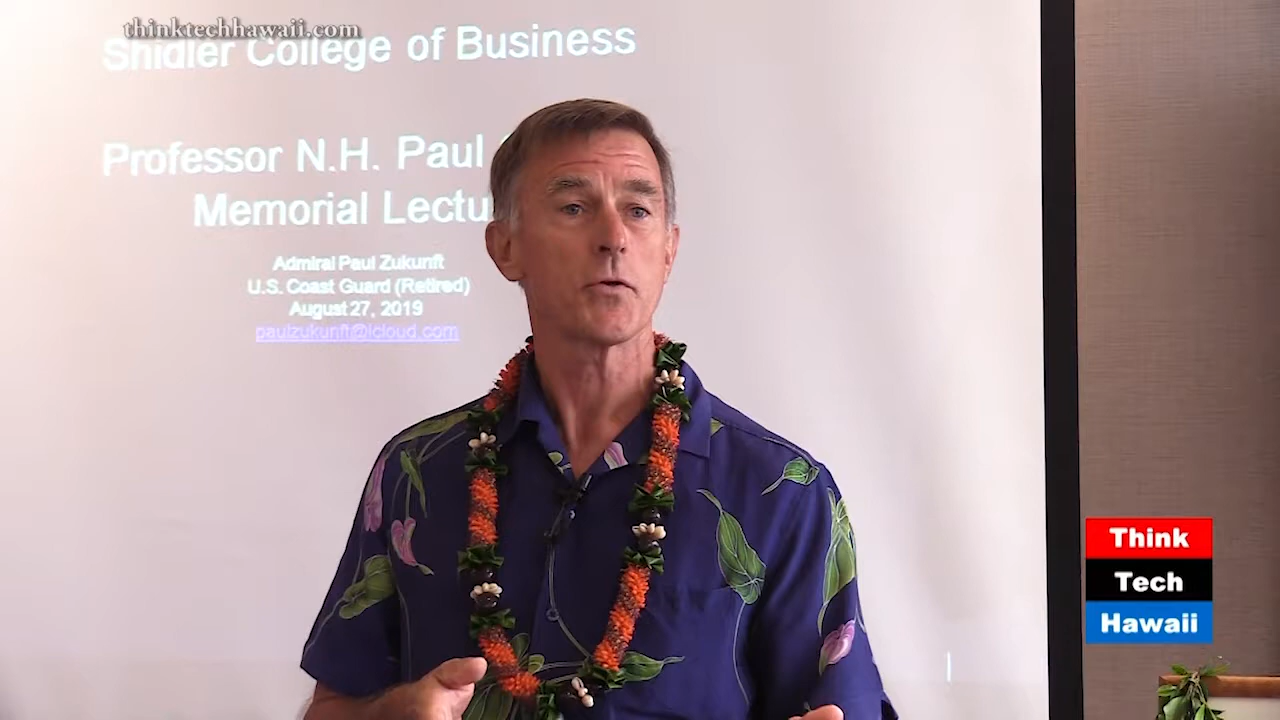 thinktechhawaii.com
Shidler College of Business
Professor N.H. Paul
Memorial Lectu
Admiral Paul Zukunft
U.S. Coast Guard (Retired)
August 27, 2019
paulzukunft@icloud.com
Think
Tech
Hawaii